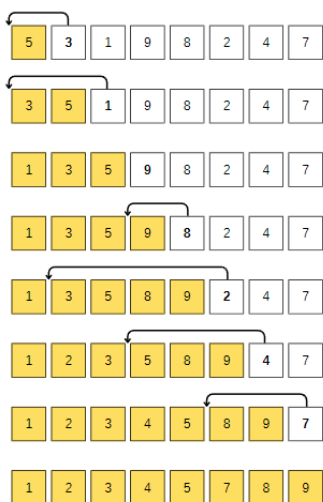 5 3 1 9 8 2 4 7
3 5 1 9 8 2 4 7
1 3 5 9 8 2 4 7
1 3 5 9 8 2 4 7
1 3 5 8 9 2 4 7
1 2 3 5 8 9 4 7
1 2 3 4 5 8 9 7
1 2 3 4 5 7 8 9